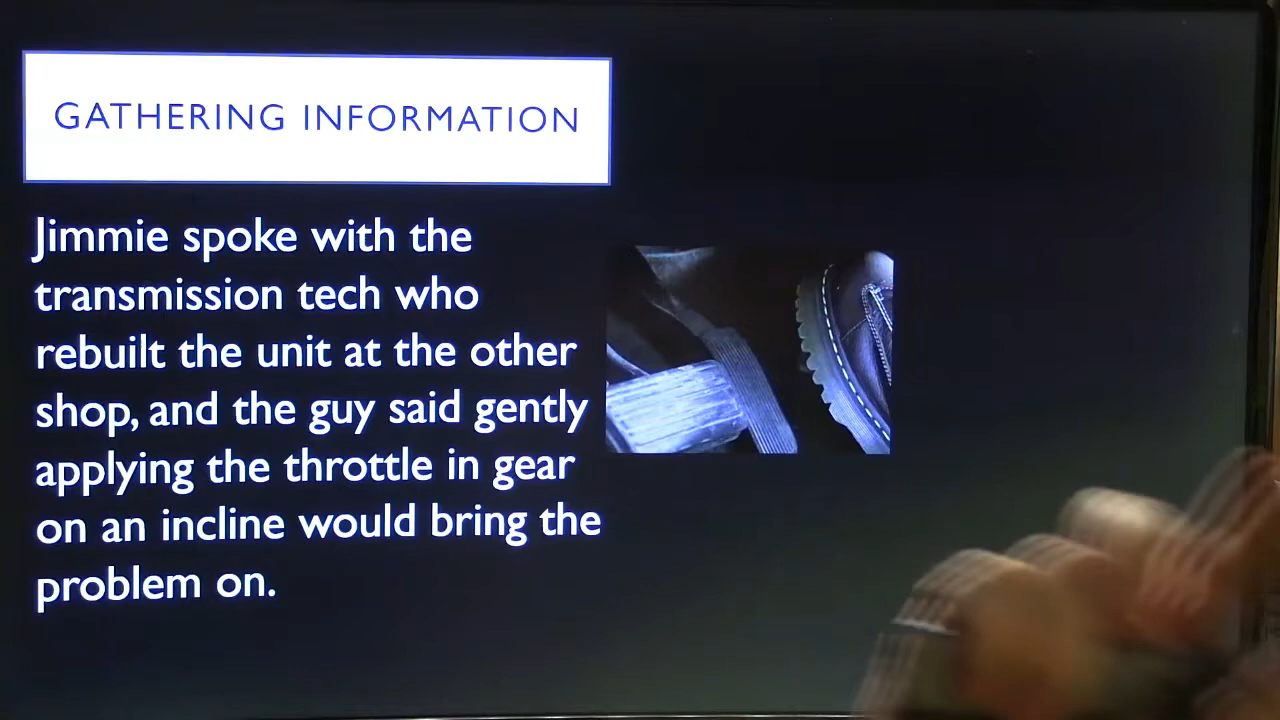 GATHERING INFORMATION
Jimmie spoke with the
transmission tech who
rebuilt the unit at the other
shop, and the guy said gently
applying the throttle in gear
on an incline would bring the
problem on.